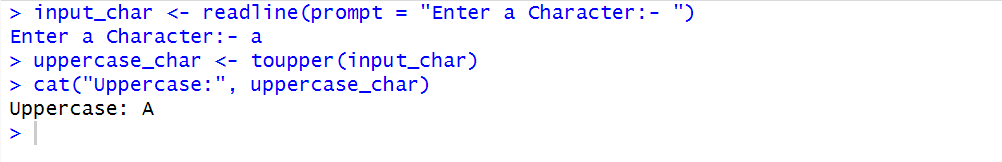 > input_char <- readline(prompt = "Enter a Character:- ")
Enter a Character:- a
> uppercase_char <- toupper(input_char)
> cat("Uppercase:", uppercase_char)
Uppercase: A
>